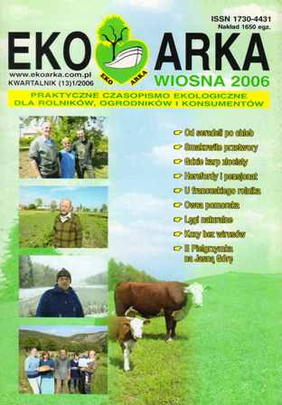 ISSN 1730-4431
Nakład 1650 egz.
EKO ARKA
EKO ARKA
www.ekoarka.com.pl
KWARTALNIK (13)1/2006
WIOSNA 2006
PRAKTYCZNE CZASOPISMO EKOLOGICZNE
DLA ROLNIKÓW, OGRODNIKÓW I KONSUMENTÓW
Od seradeli po chleb
Smakowite przetwory
Gdzie karp złocisty
Herefordy i pensjonat
U francuskiego rolnika
Owca pomorska
Łęgi naturalne
Kozy bez wirusów
II Pielgrzymka
na Jasną Górę